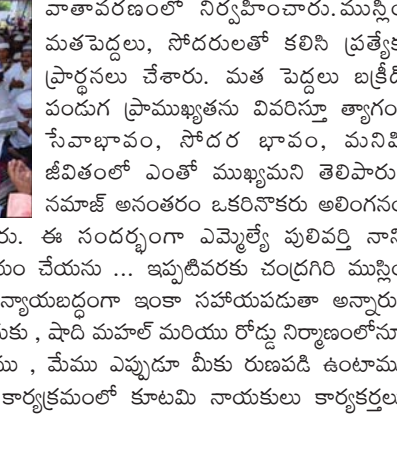 వాతావరణంలో నిర్వహించారు. ముస్లిం
మతపెద్దలు, సోదరులతో కలిసి ప్రత్యేక
ప్రార్థనలు చేశారు. మత పెద్దలు బక్రీద్
పండుగ ప్రాముఖ్యతను వివరిస్తూ త్యాగం
సేవాభావం, సోదర భావం, మనిషి
జీవితంలో ఎంతో ముఖ్యమని తెలిపారు
నమాజ్ అనంతరం ఒకరినొకరు అలింగనం
రు. ఈ సందర్భంగా ఎమ్మెల్యే పులివర్తి నాని
చేయను ... ఇప్పటివరకు చంద్రగిరి ముస్లిం
న్యాయబద్ధంగా ఇంకా సహాయపడుతా అన్నారు
, షాది మహల్ మరియు రోడ్డు నిర్మాణంలోనూ
, మేము ఎప్పుడూ మీకు రుణపడి ఉంటాము
కార్యక్రమంలో కూటమి నాయకులు కార్యకర్తలు